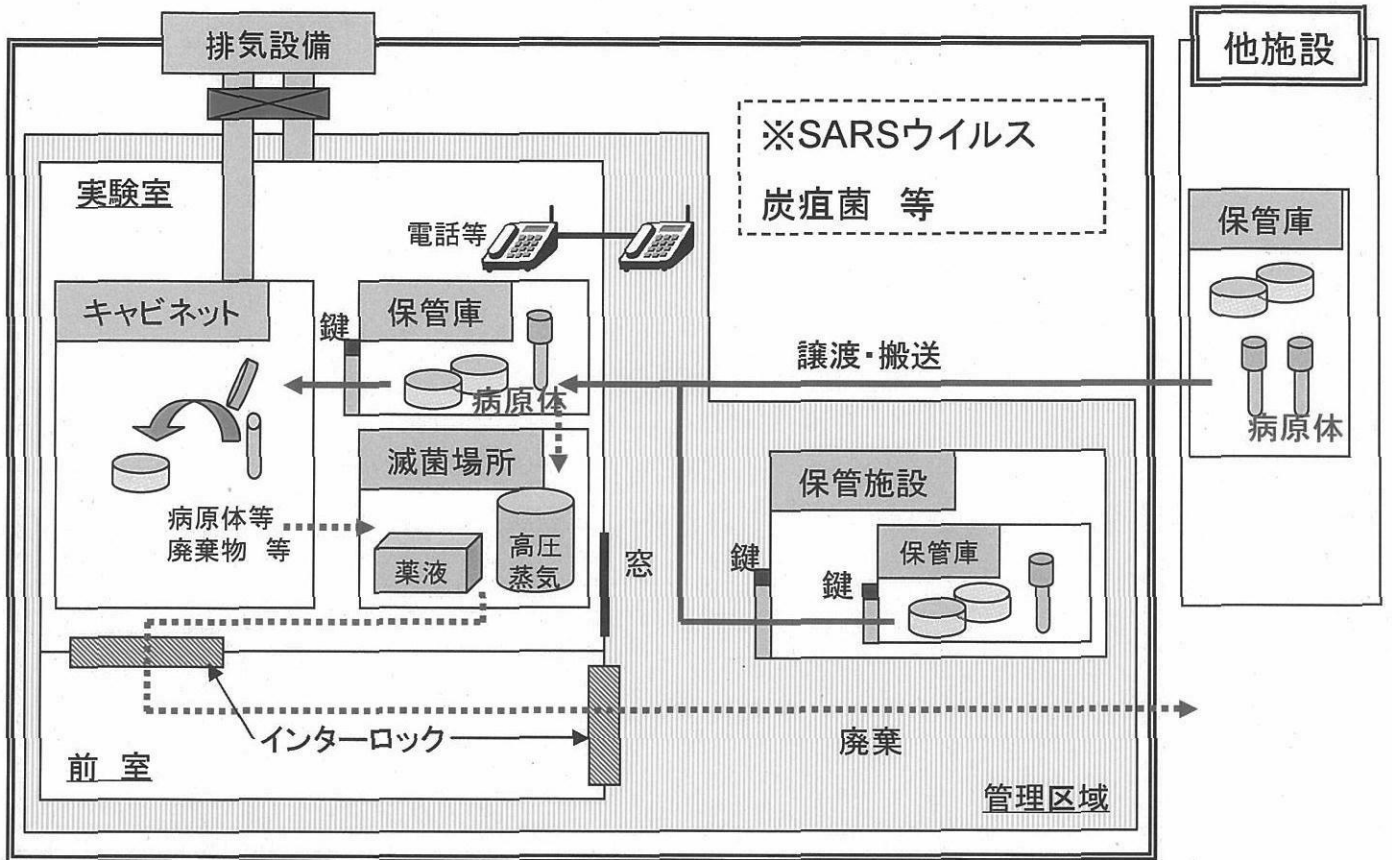 排気設備
他施設
※SARSウイルス
炭疽菌 等
実験室
電話等
保管庫
キャビネット
鍵
保管庫
譲渡・搬送
病原体
病原体
滅菌場所
保管施設
病原体等
廃棄物 等
薬液
高圧
蒸気
窓
鍵
鍵
保管庫
インターロック
廃棄
前 室
管理区域